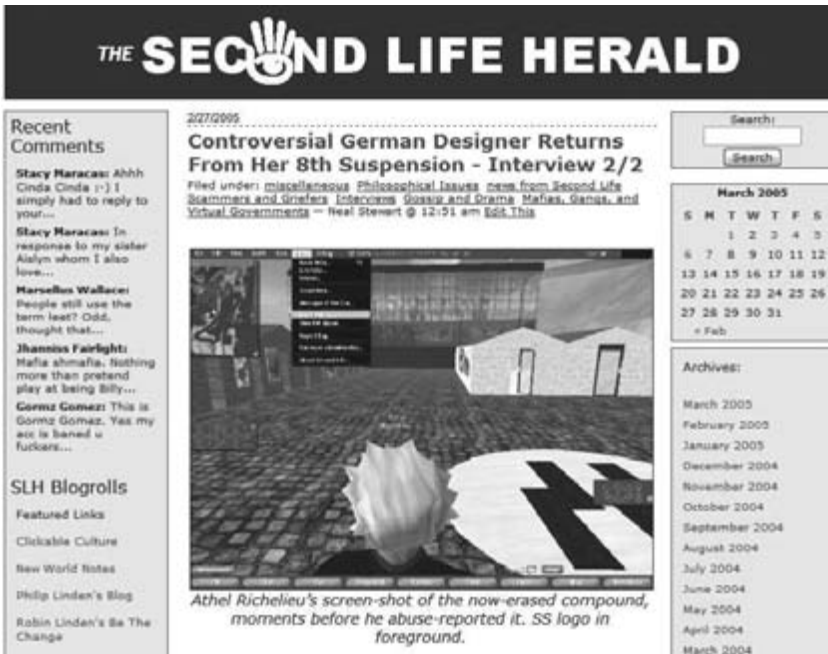 THE SECOND LIFE HERALD
Recent
Comments
Stacy Maracas: Ahhh
Cinda Cinda :-) I
simply had to reply to
your...
Stacy Maracas: In
response to my sister
Aislyn whom I also
love...
Marsellus Wallace:
People still use the
term leet? Odd,
thought that...
Jhanniss Fairlight:
Mafia shmafia. Nothing
more than pretend
play at being Billy...
Gormz Gomez: This is
Gormz Gomez. Yes my
acc is baned u
fuckers...
SLH Blogrolls
Featured Links
Clickable Culture
New World Notes
Philip Linden's Blog
Robin Linden's Be The
Change
2/27/2005
Controversial German Designer Returns
From Her 8th Suspension - Interview 2/2
Filed under: miscellaneous Philosophical Issues news from Second Life
Scammers and Griefers Interviews Gossip and Drama Mafias, Gangs, and
Virtual Governments — Neal Stewart @ 12:51 am Edit This
Athel Richelieu's screen-shot of the now-erased compound,
moments before he abuse-reported it. SS logo in
foreground.
Search:
Search
March 2005
S M T W T F S
1 2 3 4 5
6 7 8 9 10 11 12
13 14 15 16 17 18 19
20 21 22 23 24 25 26
27 28 29 30 31
« Feb
Archives:
March 2005
February 2005
January 2005
December 2004
November 2004
October 2004
September 2004
August 2004
July 2004
June 2004
May 2004
April 2004
March 2004